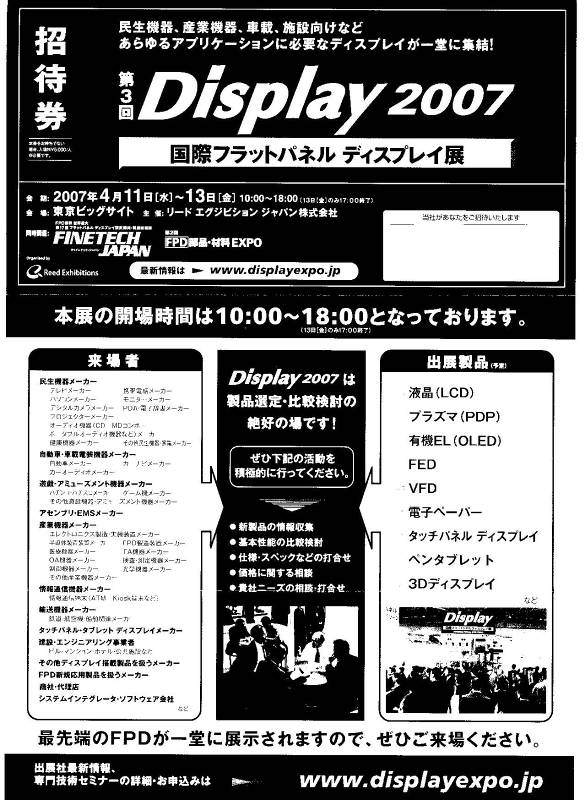 招待券
民生機器、産業機器、車載、施設向けなど
あらゆるアプリケーションに必要なディスプレイが一堂に集結!
第3回
Display 2007
国際フラットパネル ディスプレイ展
会 期：2007年4月11日[水]～13日[金] 10:00～18:00 (13日[金]のみ17:00終了)
会 場：東京ビッグサイト 主 催：リード エグジビション ジャパン株式会社
同時開催：
FINETECH JAPAN
第2回
FPD部品・材料EXPO
当社があなたをご招待いたします
Organised by
Reed Exhibitions
最新情報は www.displayexpo.jp
本展の開場時間は10:00～18:00となっております。
(13日[金]のみ17:00終了)
来場者
民生機器メーカー
テレビメーカー 携帯電話メーカー
パソコンメーカー モニターメーカー
デジタルカメラメーカー PDA・電子辞書メーカー
プロジェクターメーカー
オーディオ機器(CD MDコンポ
ポータブルオーディオ機器など)メーカー
健康機器メーカー その他民生機器・家電メーカー
自動車・車載電装機器メーカー
自動車メーカー カーナビメーカー
カーオーディオメーカー
遊戯・アミューズメント機器メーカー
パチンコ・パチスロメーカー ゲーム機メーカー
その他遊戯機器・アミューズメント機器メーカー
アセンブリ・EMSメーカー
産業機器メーカー
エレクトロニクス製造・実装装置メーカー
半導体製造装置メーカー FPD製造装置メーカー
医療機器メーカー FA機器メーカー
OA機器メーカー 検査・測定機器メーカー
制御機器メーカー 光学機器メーカー
その他産業機器メーカー
情報通信機器メーカー
情報通信端末(ATM Kiosk端末など)
輸送機器メーカー
鉄道・航空機・船舶関連メーカー
タッチパネル・タブレット ディスプレイメーカー
建設・エンジニアリング事業者
ビル・マンション・ホテル・公共施設など
その他ディスプレイ搭載製品を扱うメーカー
FPD新規応用製品を扱うメーカー
商社・代理店
システムインテグレータ・ソフトウェア会社
など
Display 2007 は
製品選定・比較検討の
絶好の場です!
ぜひ下記の活動を
積極的に行ってください。
●新製品の情報収集
●基本性能の比較検討
●仕様・スペックなどの打合せ
●価格に関する相談
●貴社ニーズの相談・打合せ
出展製品(予定)
液晶(LCD)
プラズマ(PDP)
有機EL(OLED)
FED
VFD
電子ペーパー
タッチパネル ディスプレイ
ペンタブレット
3Dディスプレイ
など
Display
最先端のFPDが一堂に展示されますので、ぜひご来場ください。
出展社最新情報、
専門技術セミナーの詳細・お申込みは www.displayexpo.jp